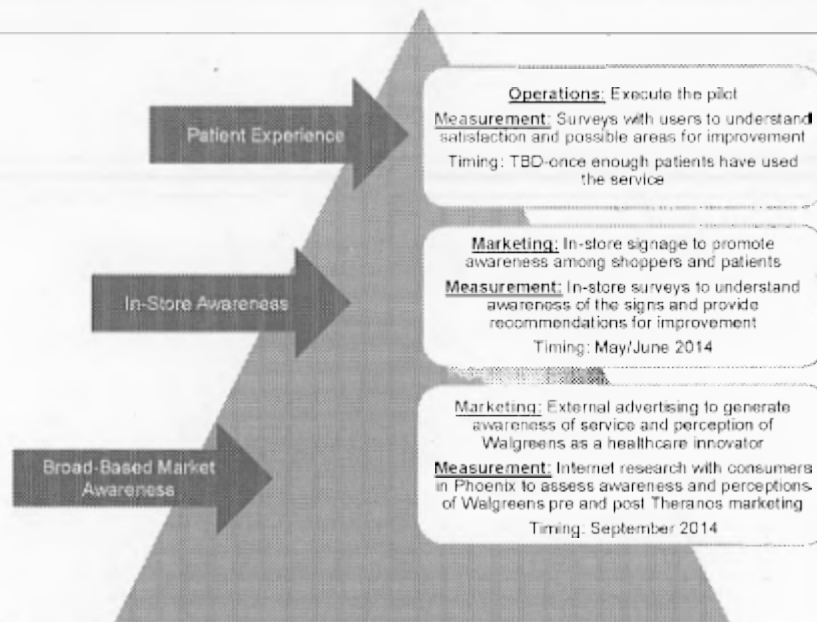 Patient Experience
Operations: Execute the pilot
Measurement: Surveys with users to understand
satisfaction and possible areas for improvement
Timing: TBD-once enough patients have used
the service
In-Store Awareness
Marketing: In-store signage to promote
awareness among shoppers and patients
Measurement: In-store surveys to understand
awareness of the signs and provide
recommendations for improvement
Timing: May/June 2014
Broad-Based Market
Awareness
Marketing: External advertising to generate
awareness of service and perception of
Walgreens as a healthcare innovator
Measurement: Internet research with consumers
in Phoenix to assess awareness and perceptions
of Walgreens pre and post Theranos marketing
Timing: September 2014